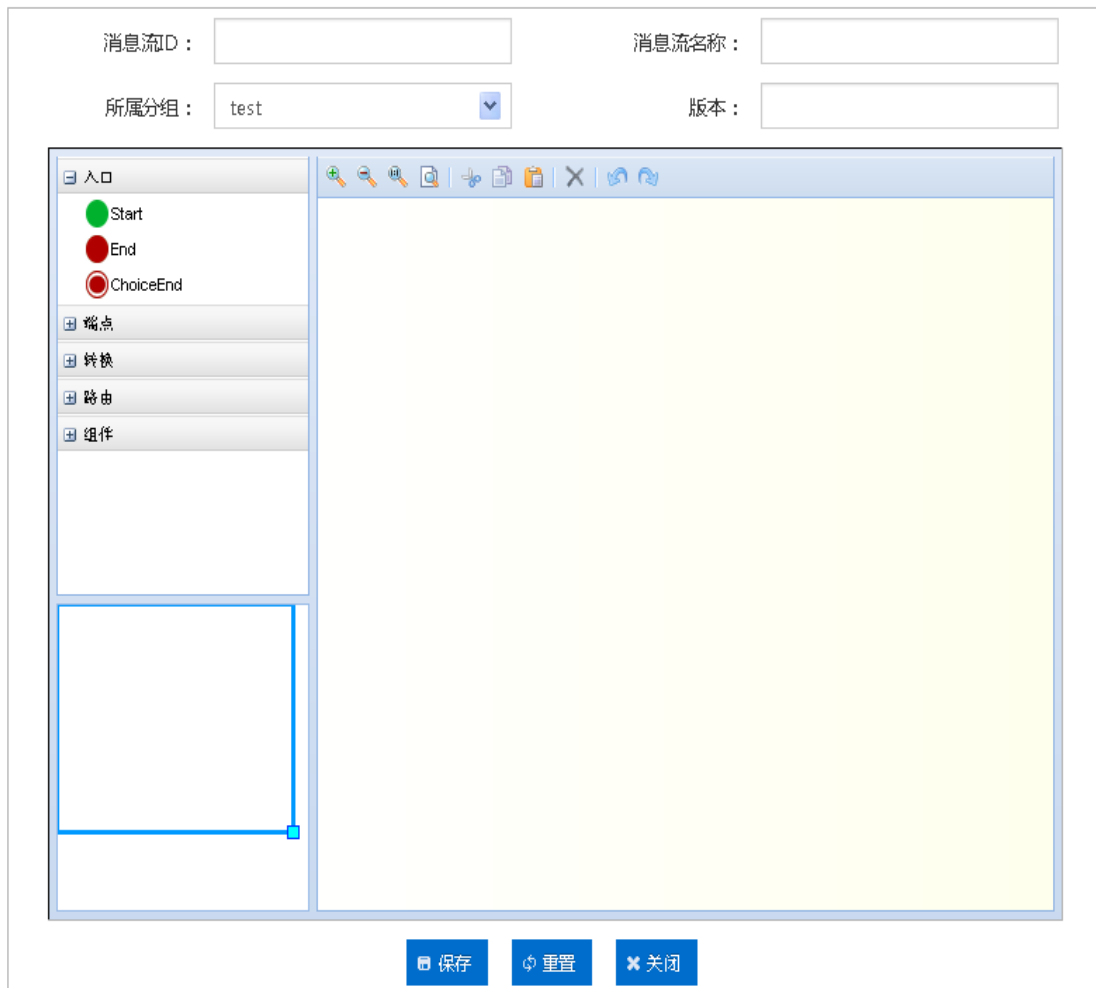 消息流ID： 消息流名称：
所属分组： test 版本：
入口
Start
End
ChoiceEnd
端点
转换
路由
组件
保存 重置 关闭